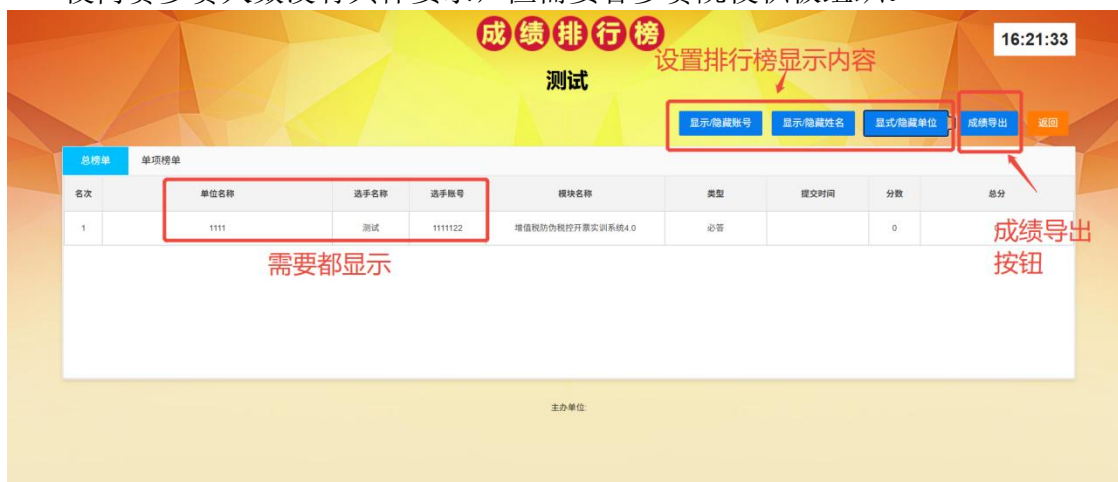 成绩排行榜
16:21:33
设置排行榜显示内容
测试
显示/隐藏账号 显示/隐藏姓名 显式/隐藏单位 成绩导出 返回
总榜单 单项榜单
名次 单位名称 选手名称 选手账号 模块名称 类型 提交时间 分数 总分
1 1111 测试 1111122 增值税防伪税控开票实训系统4.0 必答 0
成绩导出
按钮
需要都显示
主办单位: